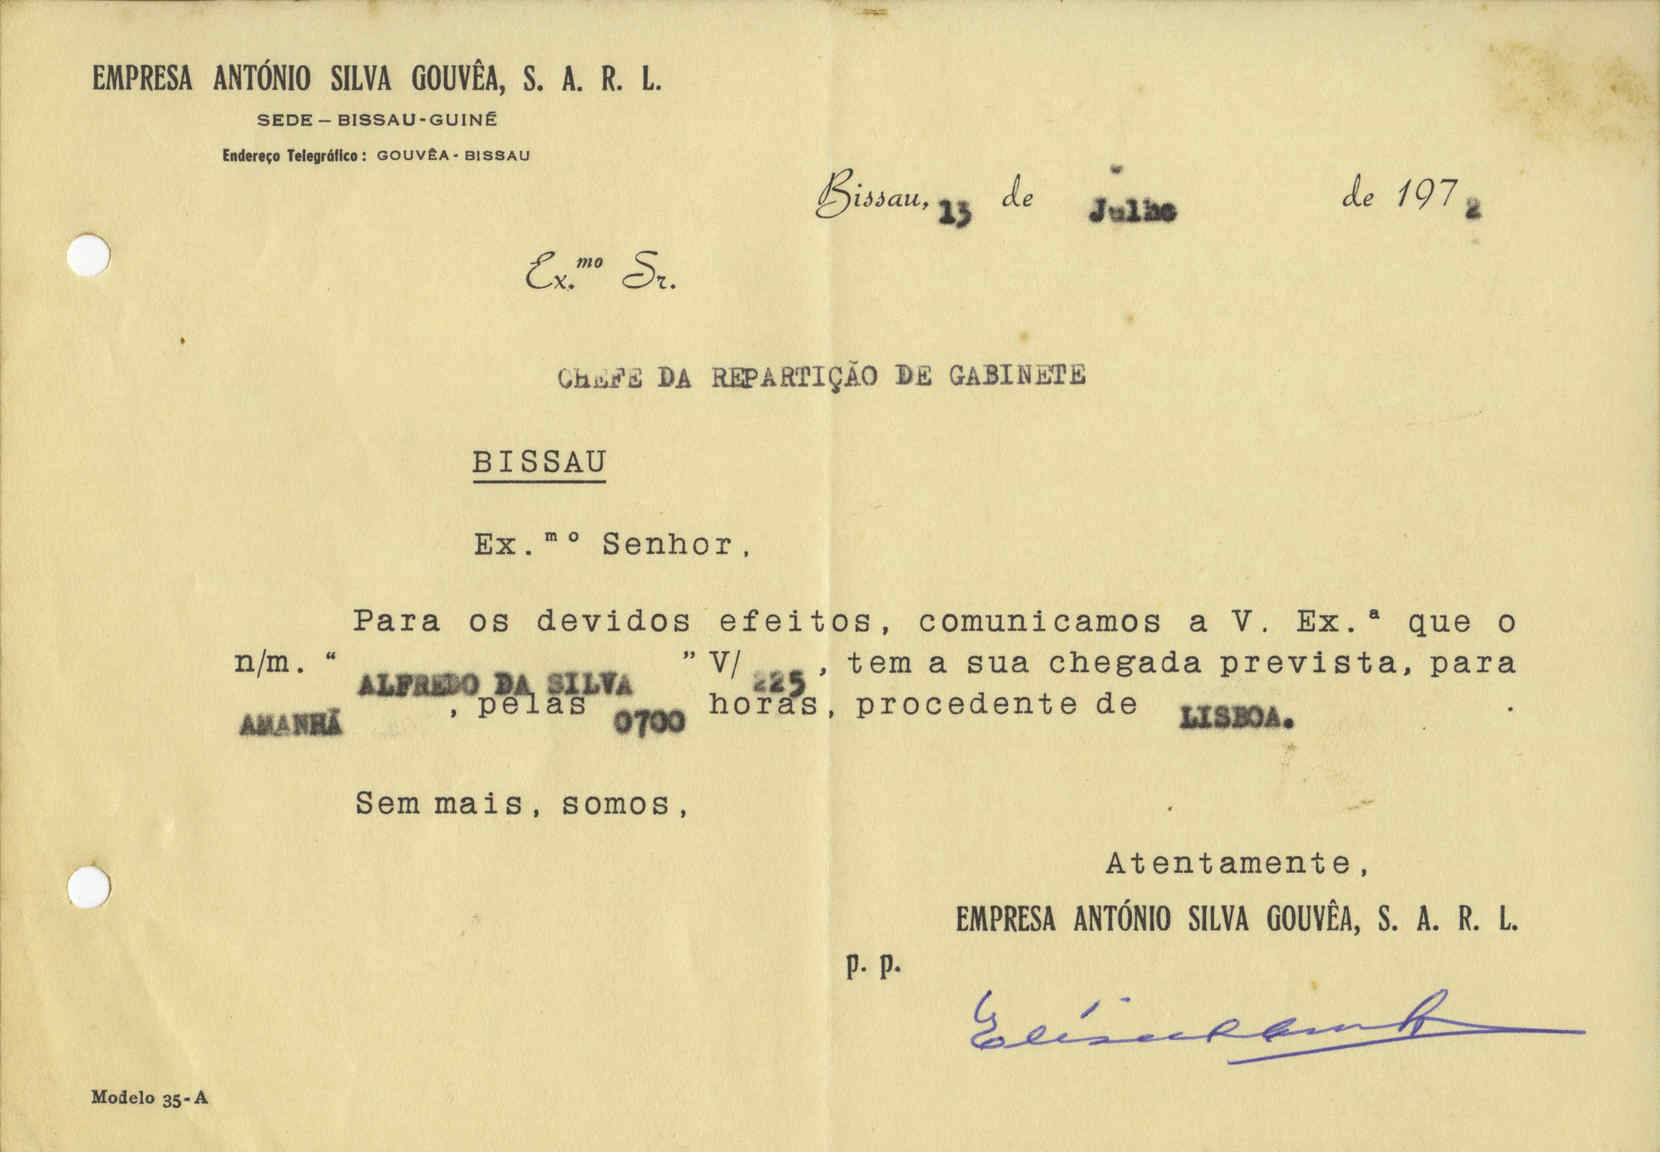 EMPRESA ANTÓNIO SILVA GOUVÊA, S. A. R. L.
SEDE – BISSAU-GUINÉ
Endereço Telegráfico : GOUVÊA - BISSAU
Bissau, 13 de Julho de 1972
Ex.mo Sr.
CHEFE DA REPARTIÇÃO DE GABINETE
BISSAU
Ex.mo Senhor,
Para os devidos efeitos, comunicamos a V. Ex.ª que o
n/m. “ ALFREDO DA SILVA ” V/ 225 , tem a sua chegada prevista, para
AMANHÃ , pelas 0700 horas, procedente de LISBOA. .
Sem mais, somos,
Atentamente,
EMPRESA ANTÓNIO SILVA GOUVÊA, S. A. R. L.
p. p.
Modelo 35-A